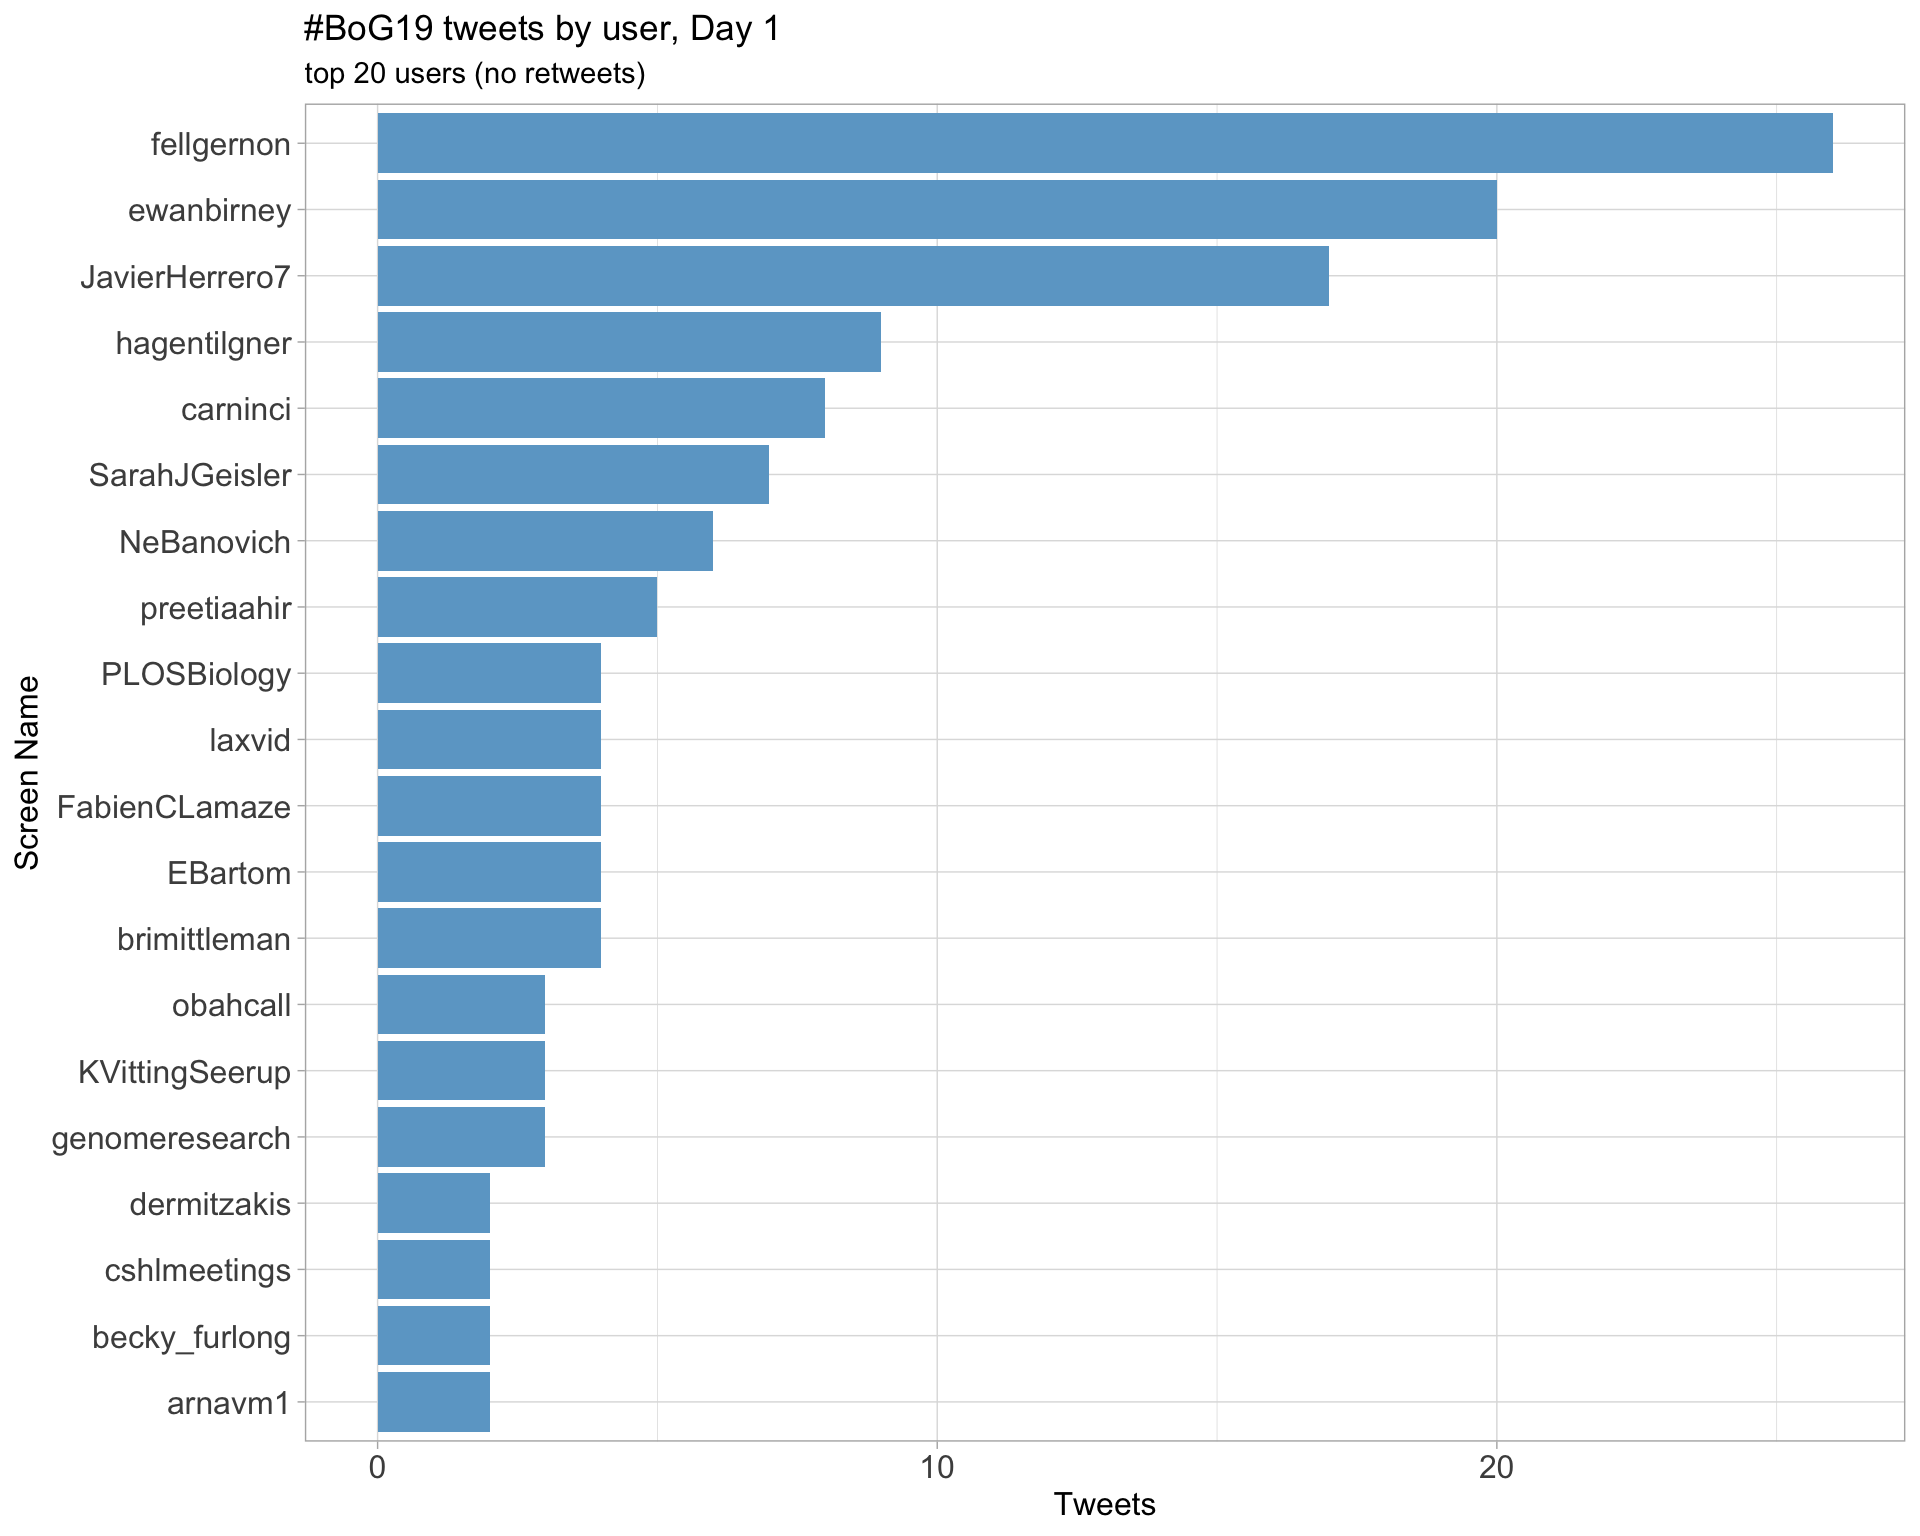 #BoG19 tweets by user, Day 1
top 20 users (no retweets)
fellgernon
ewanbirney
JavierHerrero7
hagentilgner
carninci
SarahJGeisler
NeBanovich
preetiaahir
PLOSBiology
laxvid
FabienCLamaze
EBartom
brimittleman
obahcall
KVittingSeerup
genomeresearch
dermitzakis
cshlmeetings
becky_furlong
arnavm1
Screen Name
0 10 20
Tweets